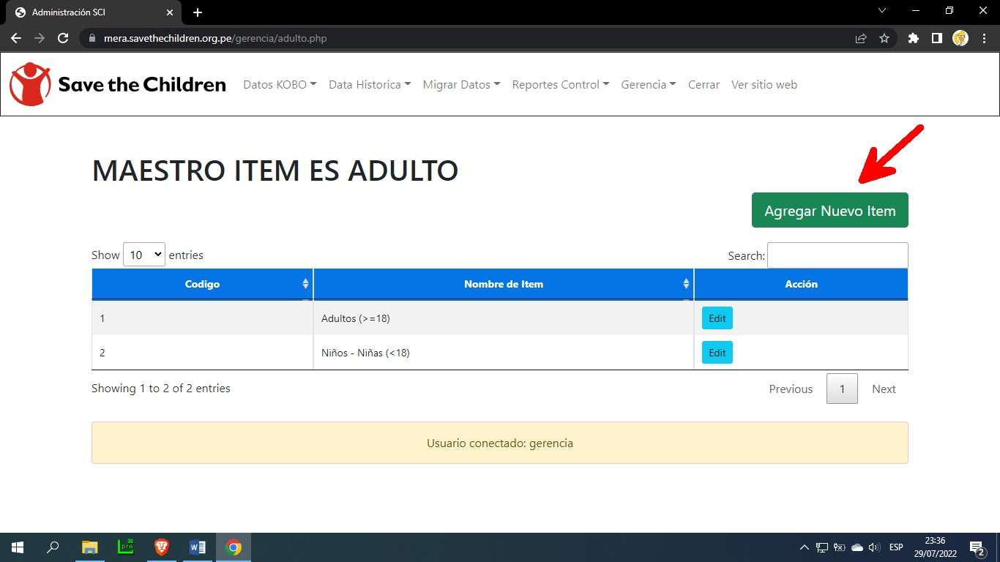 Administración SCI
mera.savethechildren.org.pe/gerencia/adulto.php
Save the Children Datos KOBO Data Historica Migrar Datos Reportes Control Gerencia Cerrar Ver sitio web
MAESTRO ITEM ES ADULTO
Agregar Nuevo Item
Show 10 entries Search:
Codigo Nombre de Item Acción
1 Adultos (>=18) Edit
2 Niños - Niñas (<18) Edit
Showing 1 to 2 of 2 entries Previous 1 Next
Usuario conectado: gerencia
ESP 23:36
29/07/2022 2